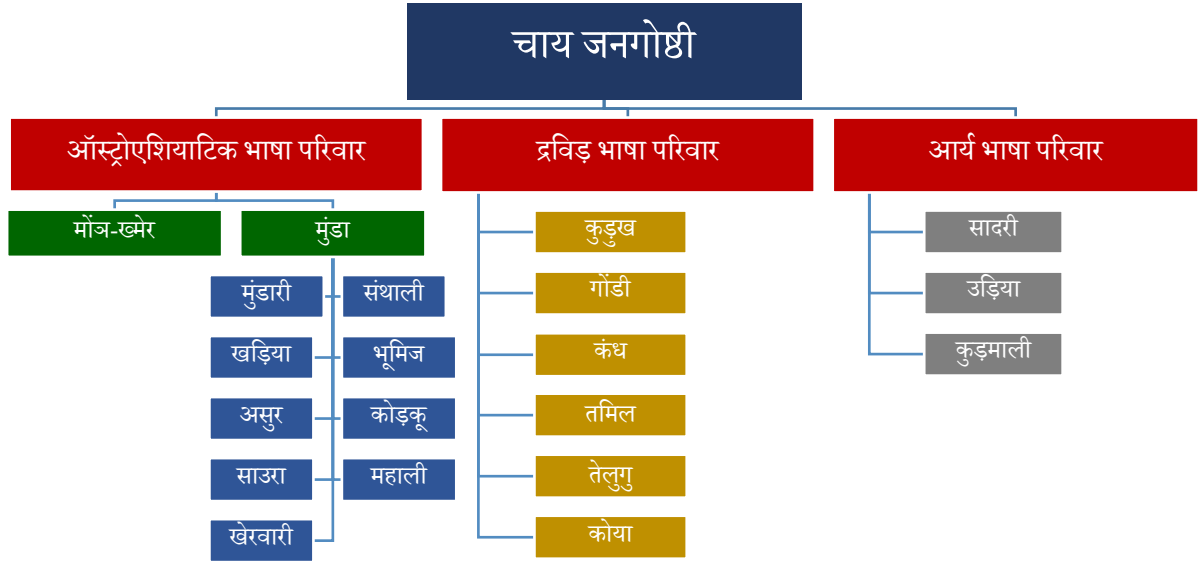 चाय जनगोष्ठी
ऑस्ट्रोएशियाटिक भाषा परिवार
मोंञ-ख्मेर
मुंडा
मुंडारी
संथाली
खड़िया
भूमिज
असुर
कोड़कू
साउरा
महाली
खेरवारी
द्रविड़ भाषा परिवार
कुड़ुख
गोंडी
कंध
तमिल
तेलुगु
कोया
आर्य भाषा परिवार
सादरी
उड़िया
कुड़माली